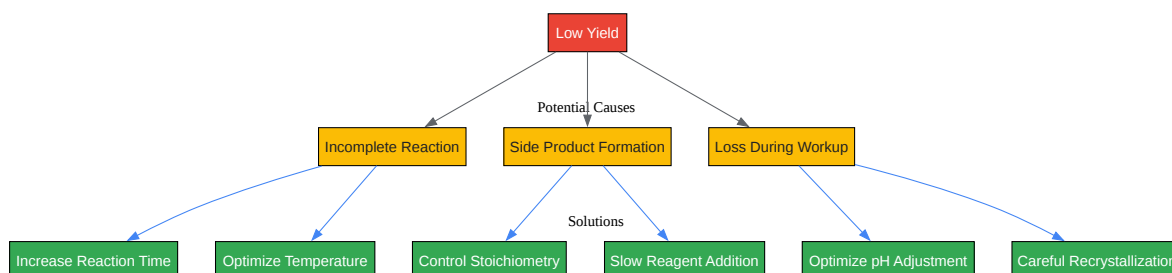 Low Yield
Potential Causes
Incomplete Reaction
Side Product Formation
Loss During Workup
Solutions
Increase Reaction Time
Optimize Temperature
Control Stoichiometry
Slow Reagent Addition
Optimize pH Adjustment
Careful Recrystallization